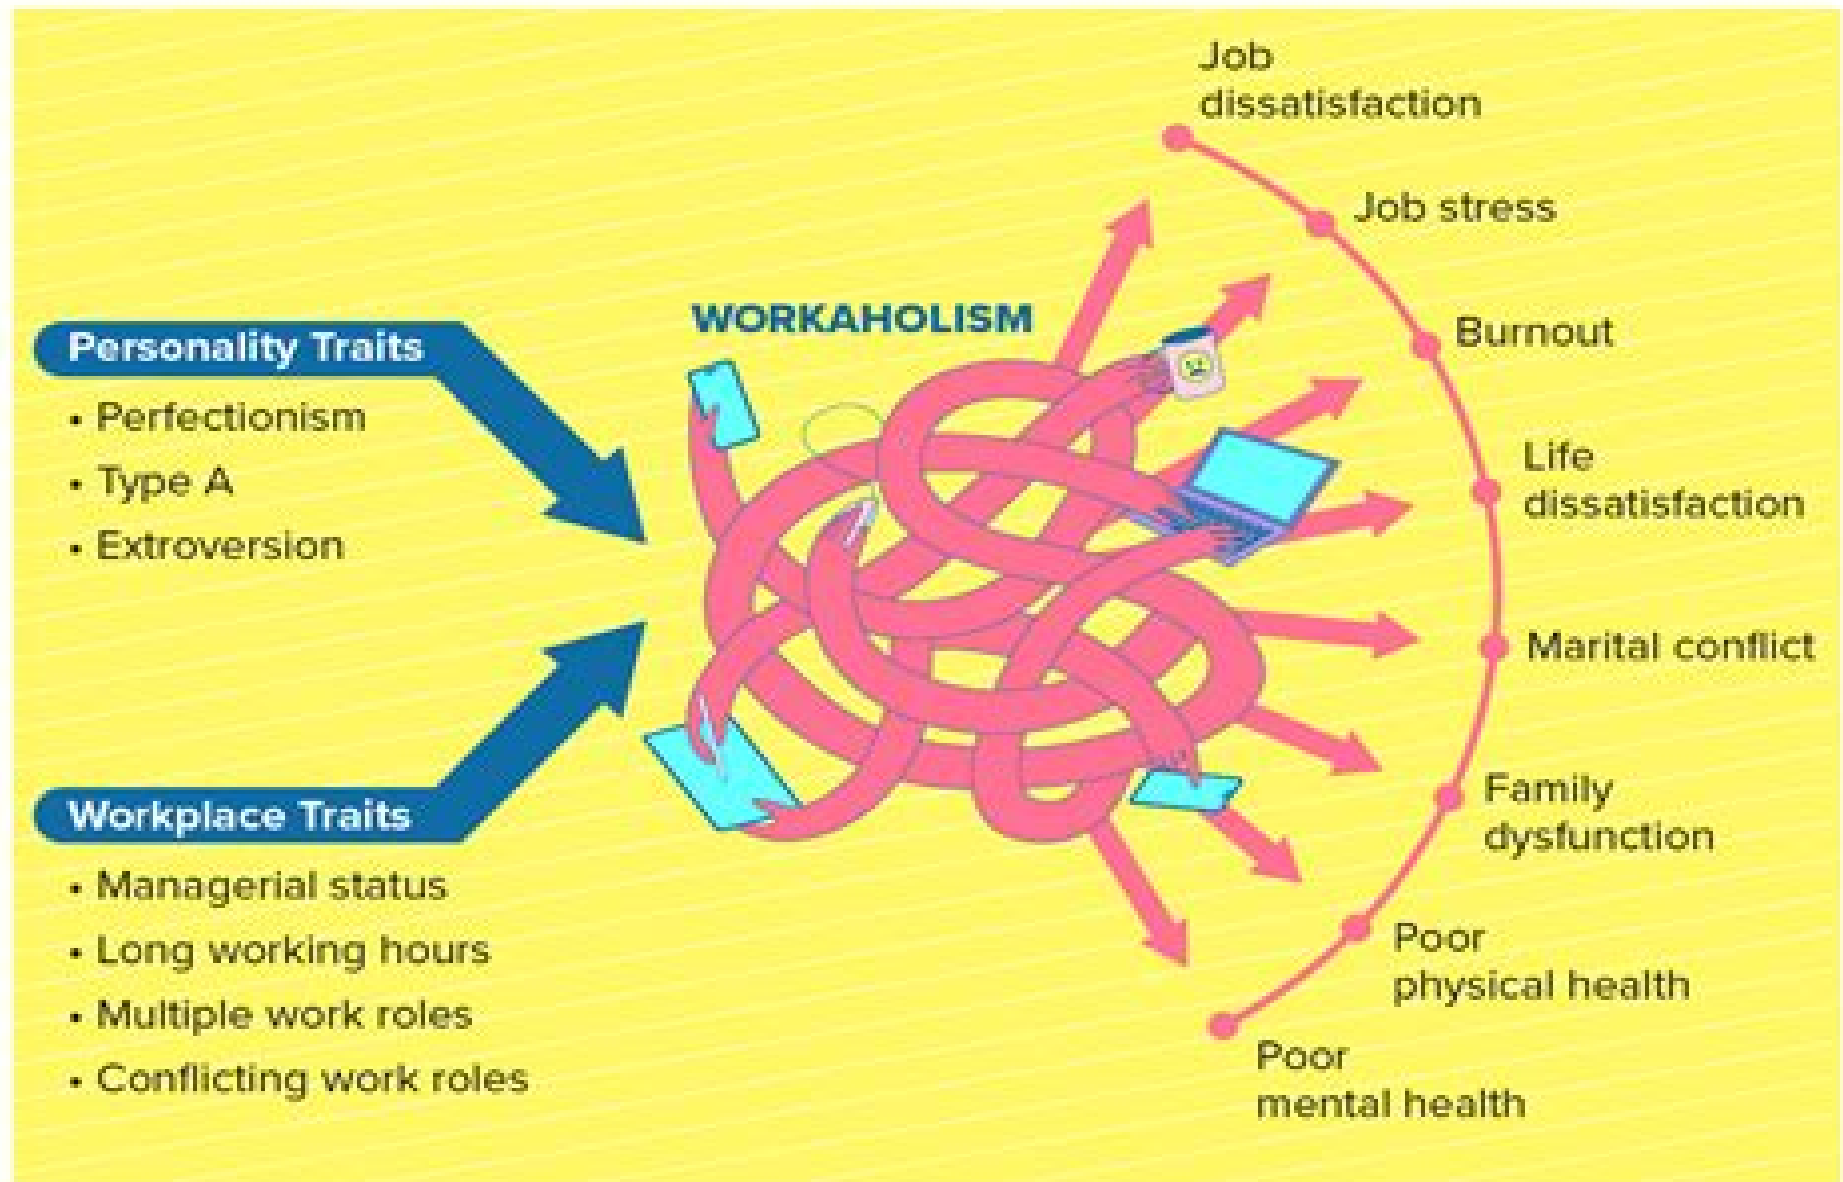 Job
dissatisfaction
Job stress
WORKAHOLISM
Burnout
Personality Traits
• Perfectionism
• Type A
• Extroversion
Life
dissatisfaction
Marital conflict
Workplace Traits
• Managerial status
• Long working hours
• Multiple work roles
• Conflicting work roles
Family
dysfunction
Poor
physical health
Poor
mental health